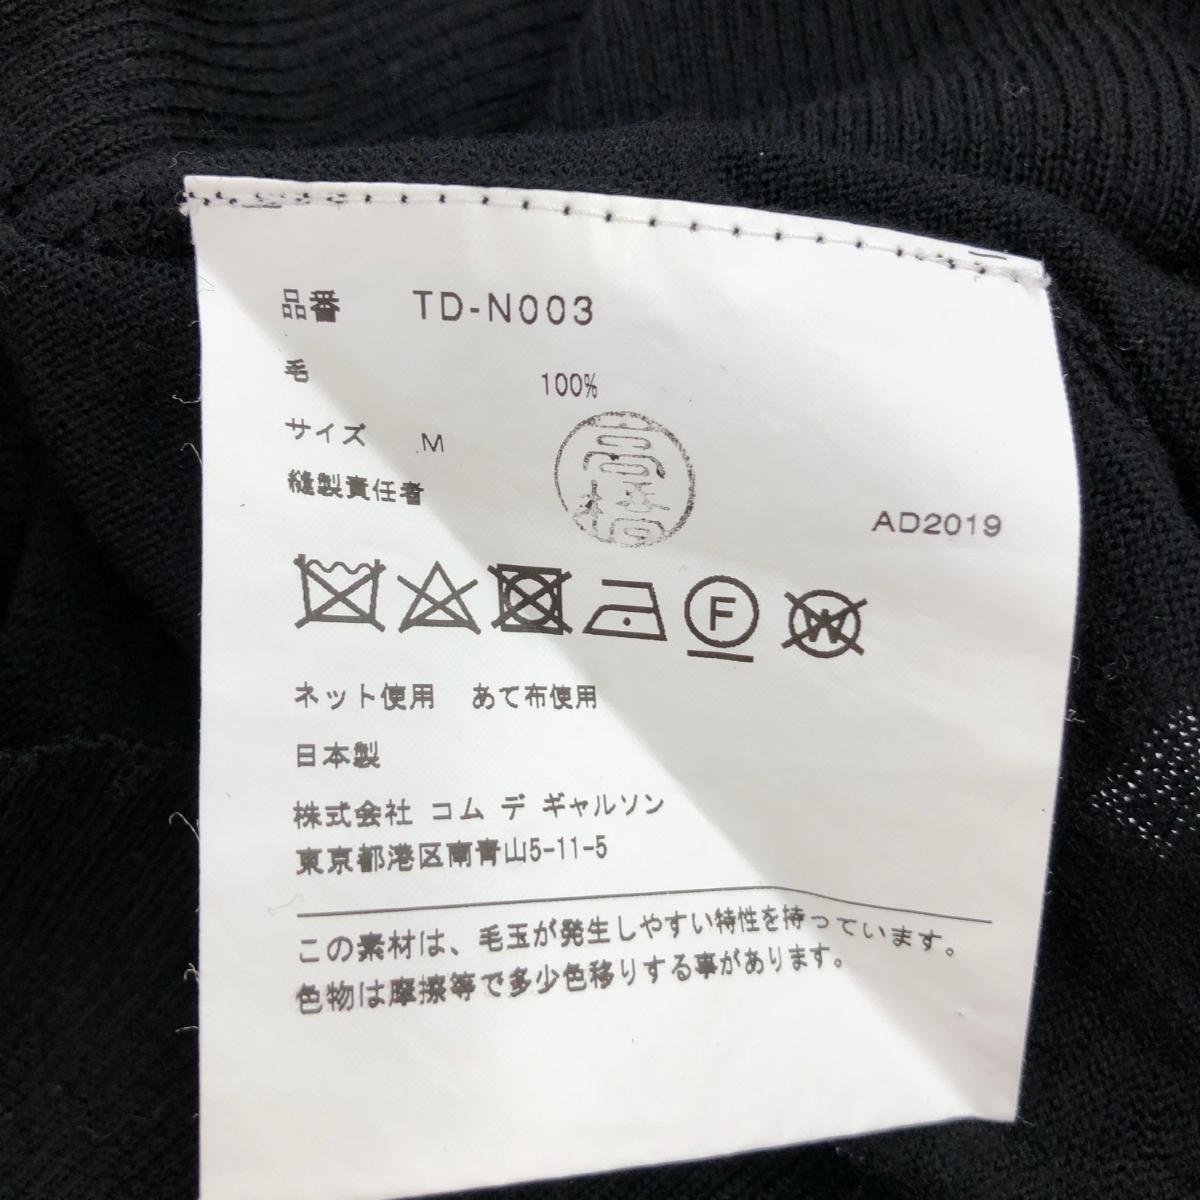 品番 TD-N003
毛 100%
サイズ M
縫製責任者 高橋
AD2019
F W
ネット使用 あて布使用
日本製
株式会社 コム デ ギャルソン
東京都港区南青山5-11-5
この素材は、毛玉が発生しやすい特性を持っています。
色物は摩擦等で多少色移りする事があります。